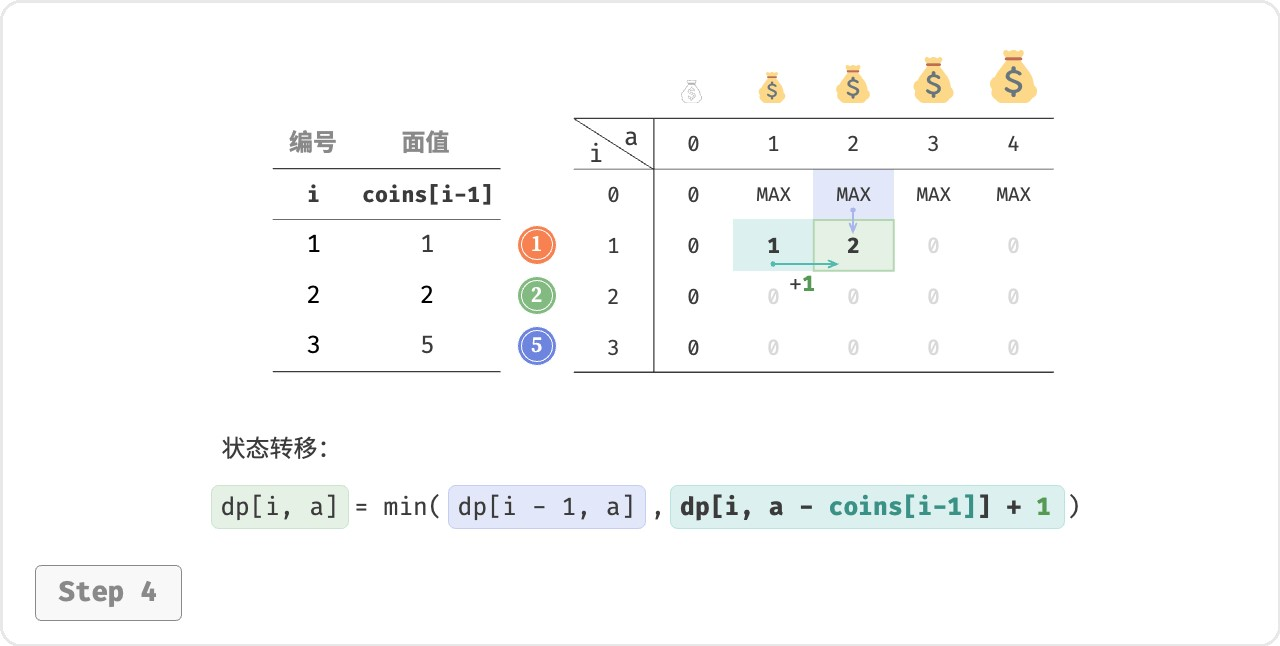 编号 面值
i coins[i-1]
1 1 1
2 2 2
3 5 5
$ $ $ $ $
i a 0 1 2 3 4
0 0 MAX MAX MAX MAX
1 0 1 2 0 0
+1
2 0 0 0 0 0
3 0 0 0 0 0
状态转移：
dp[i, a] = min( dp[i - 1, a] , dp[i, a - coins[i-1]] + 1 )
Step 4